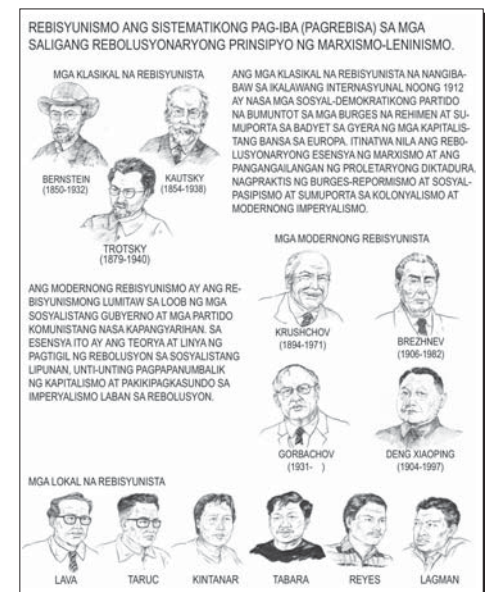 REBISYUNISMO ANG SISTEMATIKONG PAG-IBA (PAGREBISA) SA MGA
SALIGANG REBOLUSYONARYONG PRINSIPYO NG MARXISMO-LENINISMO.
MGA KLASIKAL NA REBISYUNISTA
BERNSTEIN
(1850-1932)
KAUTSKY
(1854-1938)
TROTSKY
(1879-1940)
ANG MGA KLASIKAL NA REBISYUNISTA NA NANGIBA-
BAW SA IKALAWANG INTERNASYUNAL NOONG 1912
AY NASA MGA SOSYAL-DEMOKRATIKONG PARTIDO
NA BUMUNTOT SA MGA BURGES NA REHIMEN AT SU-
MUPORTA SA BADYET SA GYERA NG MGA KAPITALIS-
TANG BANSA SA EUROPA. ITINATWA NILA ANG REBO-
LUSYONARYONG ESENSYA NG MARXISMO AT ANG
PANGANGAILANGAN NG PROLETARYONG DIKTADURA.
NAGPRAKTIS NG BURGES-REPORMISMO AT SOSYAL-
PASIPISMO AT SUMUPORTA SA KOLONYALISMO AT
MODERNONG IMPERYALISMO.
MGA MODERNONG REBISYUNISTA
ANG MODERNONG REBISYUNISMO AY ANG RE-
BISYUNISMONG LUMITAW SA LOOB NG MGA
SOSYALISTANG GUBYERNO AT MGA PARTIDO
KOMUNISTANG NASA KAPANGYARIHAN. SA
ESENSYA ITO AY ANG TEORYA AT LINYA NG
PAGTIGIL NG REBOLUSYON SA SOSYALISTANG
LIPUNAN, UNTI-UNTING PAGPAPANUMBALIK
NG KAPITALISMO AT PAKIKIPAGKASUNDO SA
IMPERYALISMO LABAN SA REBOLUSYON.
KRUSHCHOV
(1894-1971)
BREZHNEV
(1906-1982)
GORBACHOV
(1931- )
DENG XIAOPING
(1904-1997)
MGA LOKAL NA REBISYUNISTA
LAVA
TARUC
KINTANAR
TABARA
REYES
LAGMAN